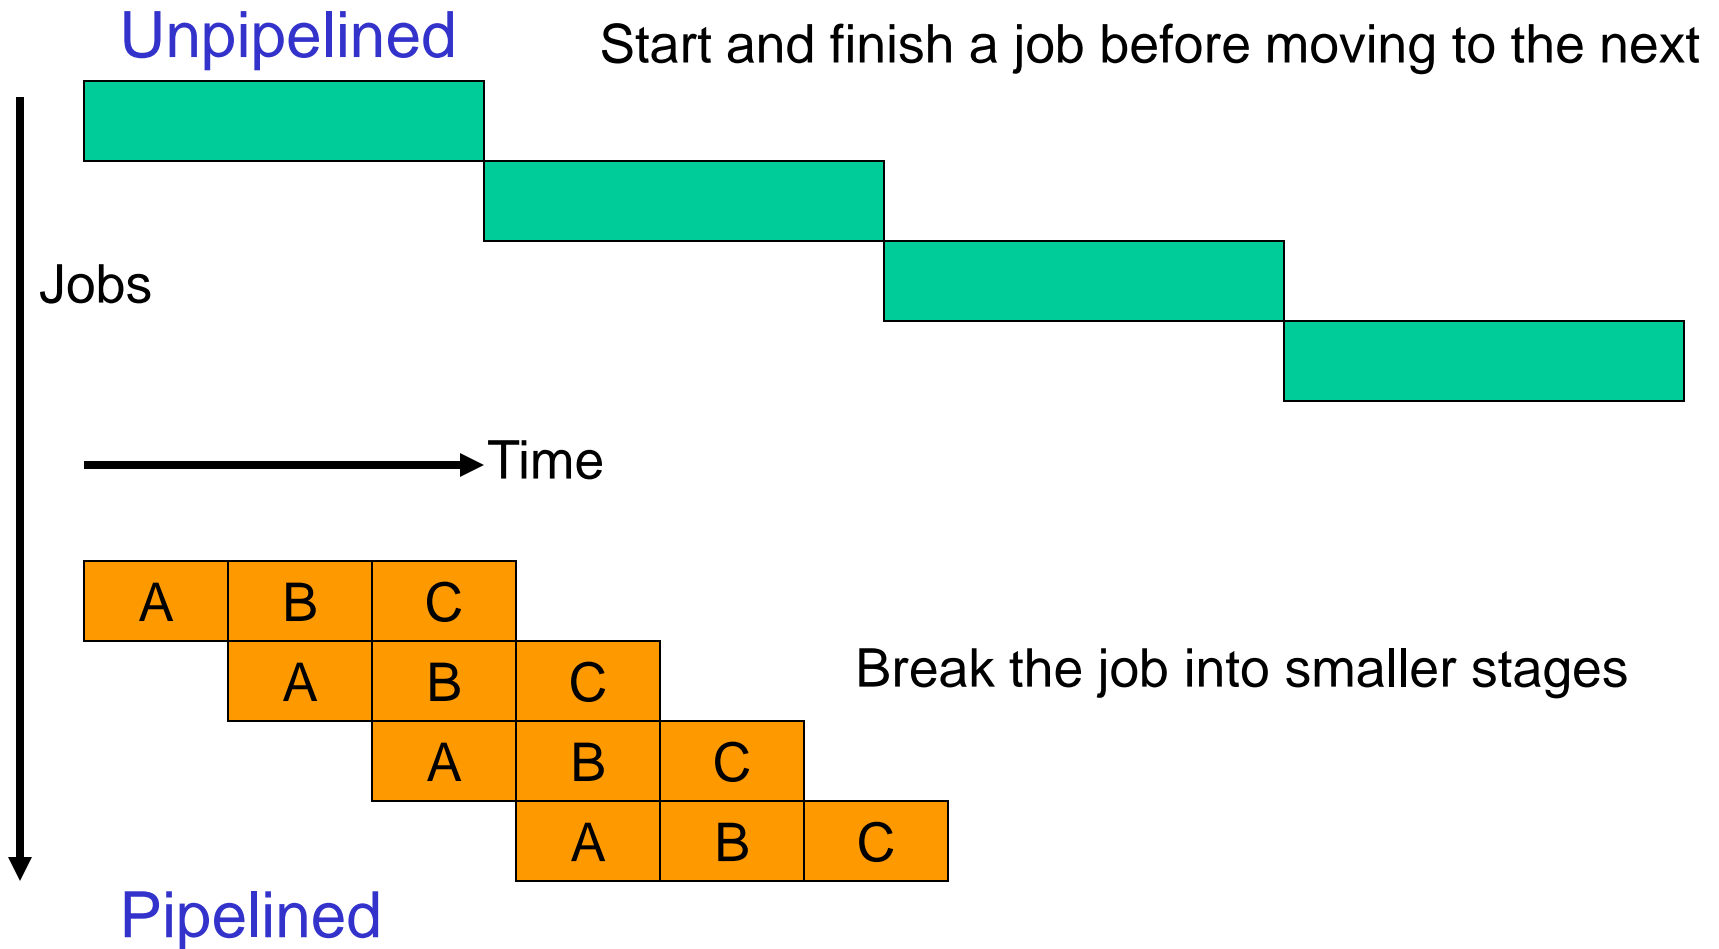 Unpipelined
Start and finish a job before moving to the next
Jobs
Time
A B C
A B C
Break the job into smaller stages
A B C
A B C
Pipelined